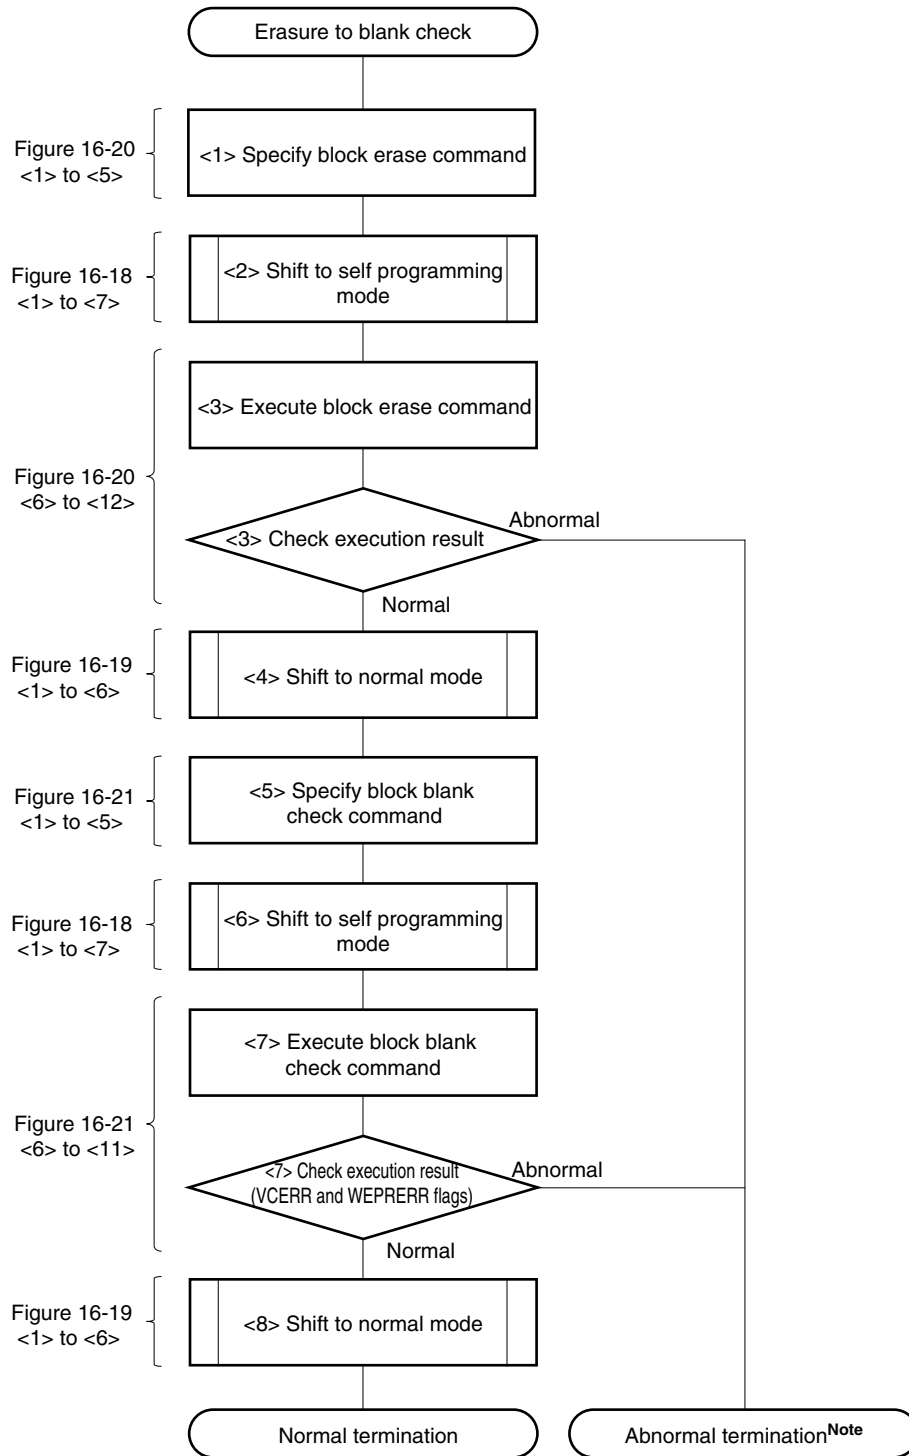 Erasure to blank check
Figure 16-20
<1> to <5>
<1> Specify block erase command
Figure 16-18
<1> to <7>
<2> Shift to self programming
mode
<3> Execute block erase command
Figure 16-20
<6> to <12>
<3> Check execution result
Abnormal
Normal
Figure 16-19
<1> to <6>
<4> Shift to normal mode
Figure 16-21
<1> to <5>
<5> Specify block blank
check command
Figure 16-18
<1> to <7>
<6> Shift to self programming
mode
<7> Execute block blank
check command
Figure 16-21
<6> to <11>
<7> Check execution result
(VCERR and WEPRERR flags)
Abnormal
Normal
Figure 16-19
<1> to <6>
<8> Shift to normal mode
Normal termination
Abnormal terminationNote